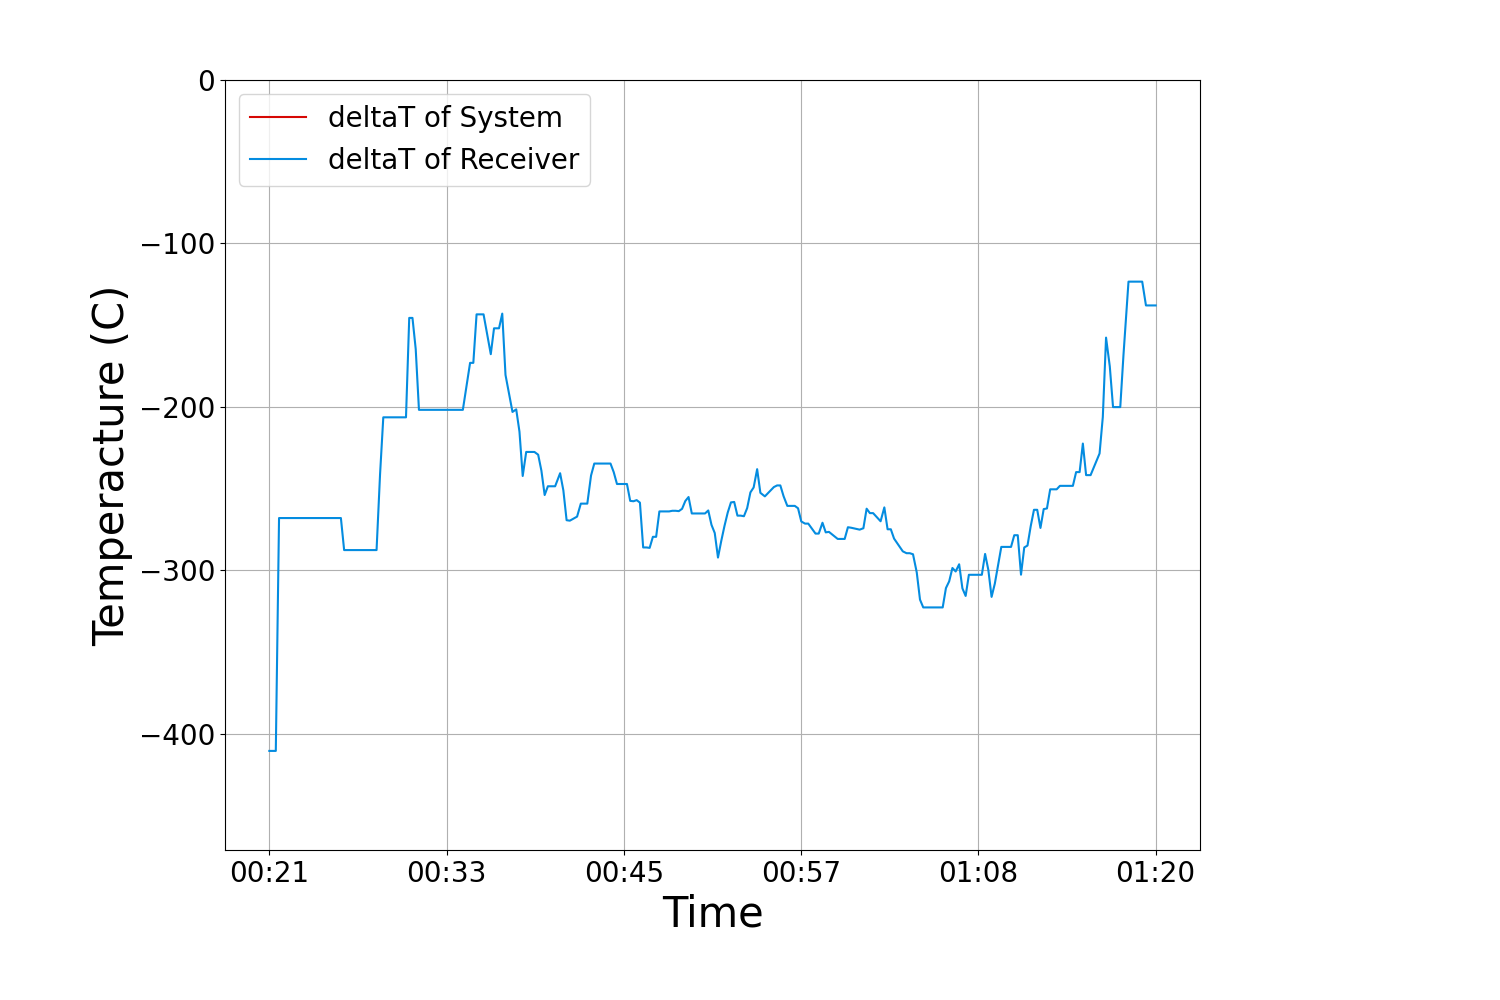 0
deltaT of System
deltaT of Receiver
−100
−200
−300
−400
Temperacture (C)
00:21 00:33 00:45 00:57 01:08 01:20
Time